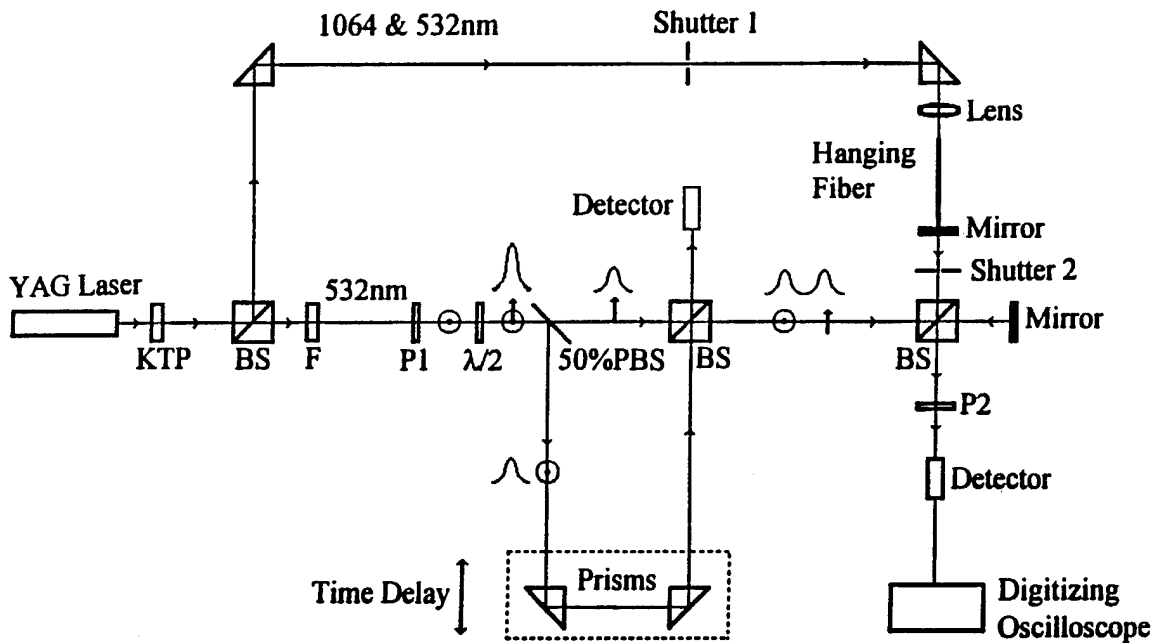 1064 & 532nm
Shutter 1
Lens
Hanging
Fiber
Detector
Mirror
Shutter 2
YAG Laser
532nm
Mirror
KTP
BS
F
P1
λ/2
50%PBS
BS
BS
P2
Detector
Time Delay
Prisms
Digitizing
Oscilloscope